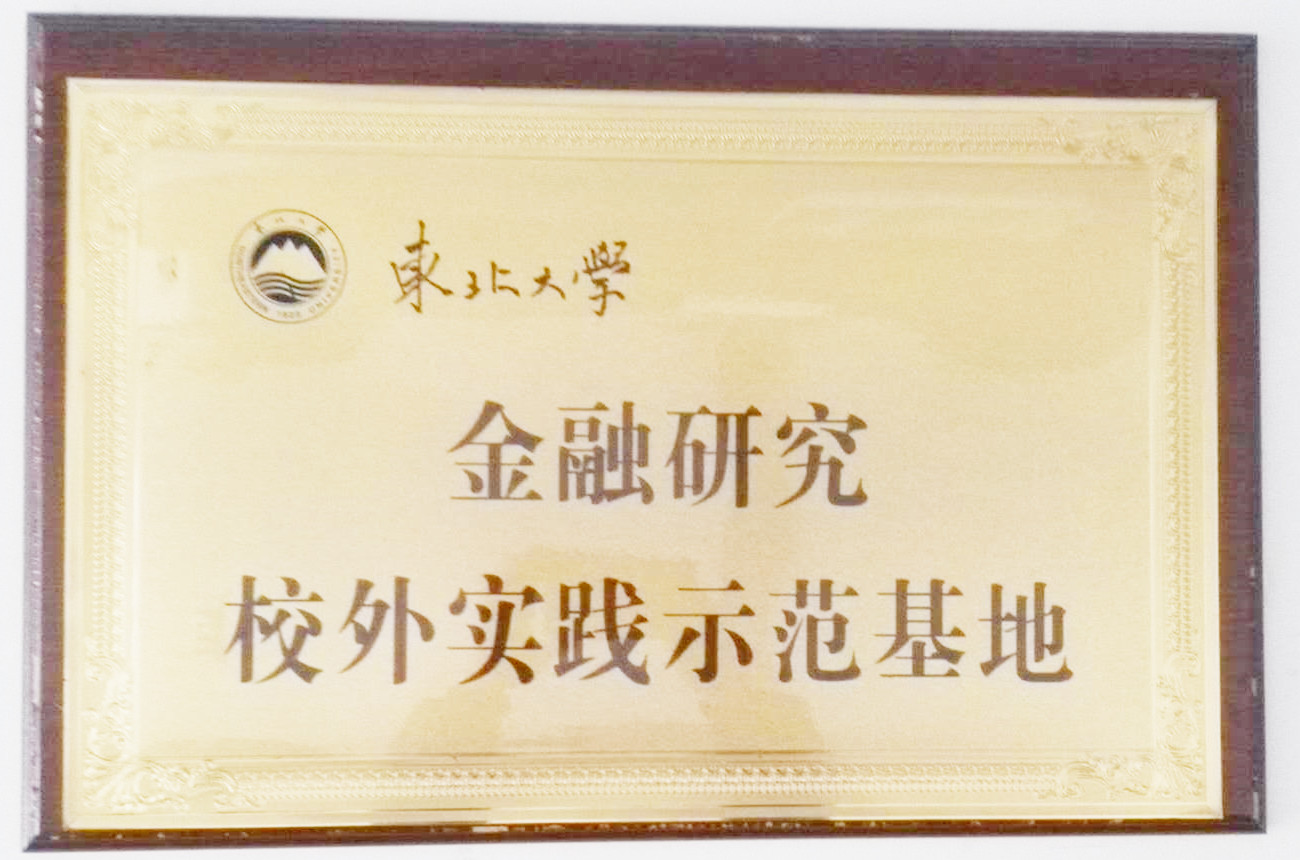 東北大學
金融研究
校外实践示范基地